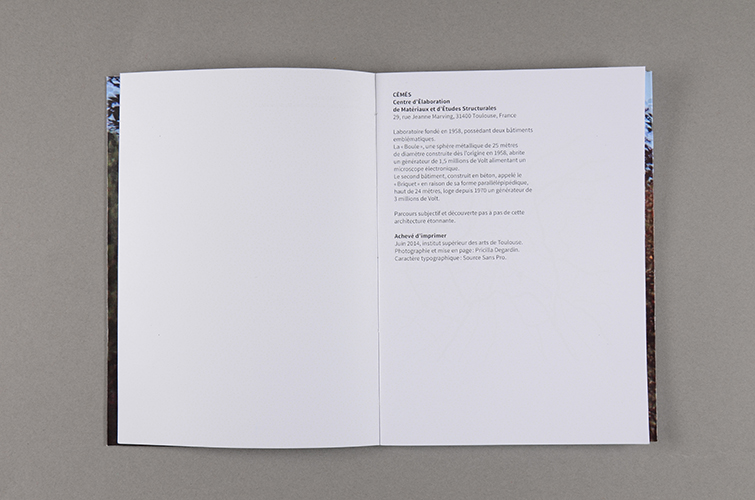 CÉMÈS
Centre d'Élaboration
de Matériaux et d'Études Structurales
29, rue Jeanne Marving, 31400 Toulouse, France
Laboratoire fondé en 1958, possédant deux bâtiments
emblématiques.
La « Boule », une sphère métallique de 25 mètres
de diamètre construite dès l'origine en 1958, abrite
un générateur de 1,5 millions de Volt alimentant un
microscope électronique.
Le second bâtiment, construit en béton, appelé le
« Briquet » en raison de sa forme parallélépipédique,
haut de 24 mètres, loge depuis 1970 un générateur de
3 millions de Volt.
Parcours subjectif et découverte pas à pas de cette
architecture étonnante.
Achevé d'imprimer
Juin 2014, institut supérieur des arts de Toulouse.
Photographie et mise en page : Pricilia Degardin.
Caractère typographique : Source Sans Pro.